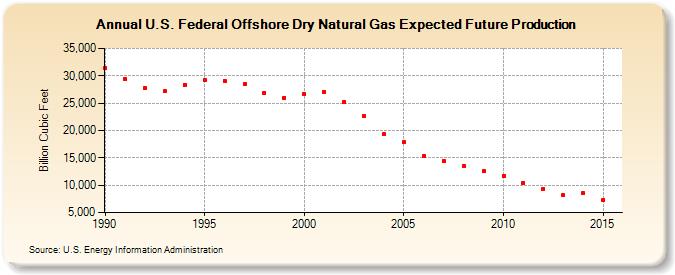 Annual U.S. Federal Offshore Dry Natural Gas Expected Future Production
Billion Cubic Feet
35,000
30,000
25,000
20,000
15,000
10,000
5,000
1990 1995 2000 2005 2010 2015
Source: U.S. Energy Information Administration